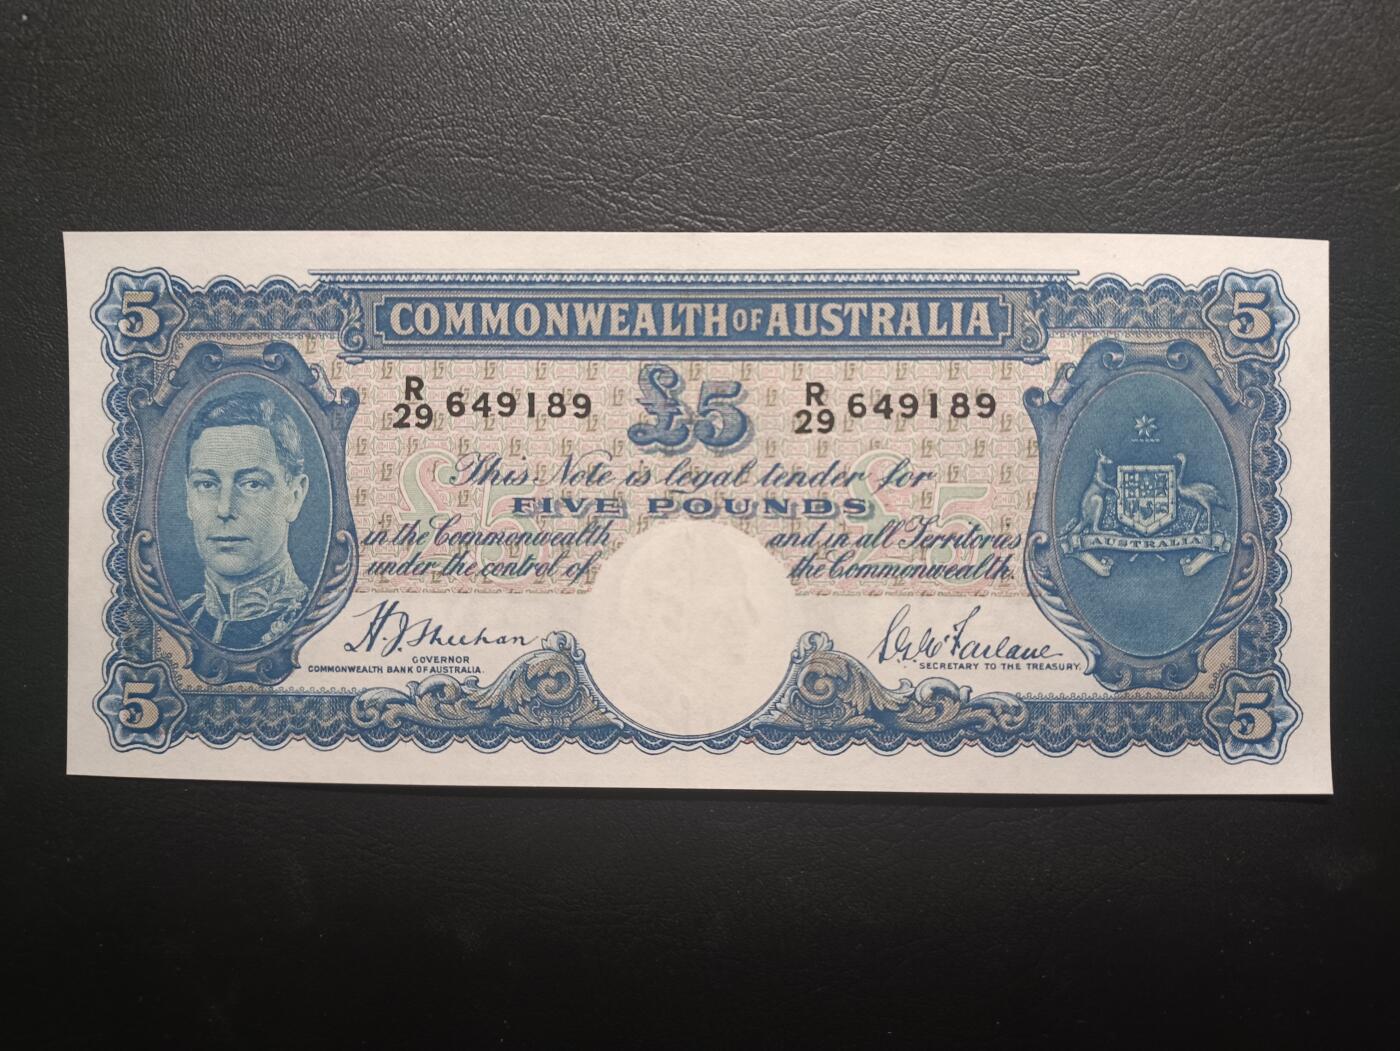 5 5
COMMONWEALTH OF AUSTRALIA
R/29 649189 £5 R/29 649189
This Note is legal tender for
FIVE POUNDS
in the Commonwealth and in all Territories
under the control of the Commonwealth.
AUSTRALIA
H.J. Sheehan S.G. McFarlane
GOVERNOR
COMMONWEALTH BANK OF AUSTRALIA.
SECRETARY TO THE TREASURY.
5 5